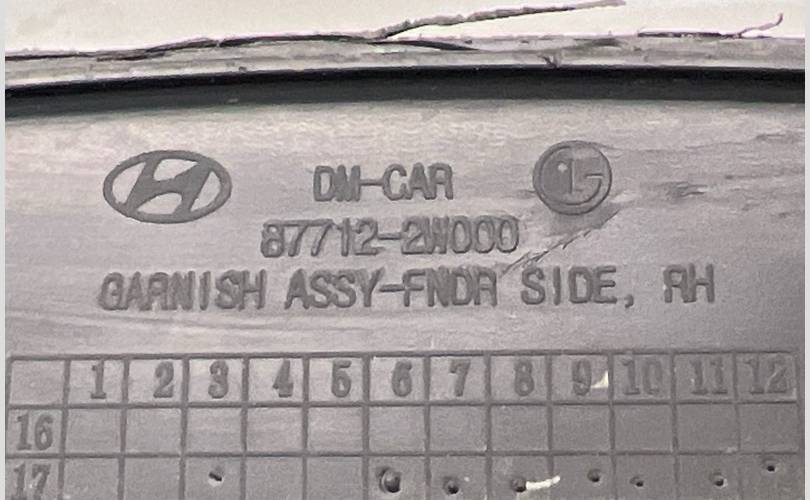 DM-CAR
87712-2W000
GARNISH ASSY-FNDR SIDE, RH
1 2 3 4 5 6 7 8 9 10 11 12
16
17